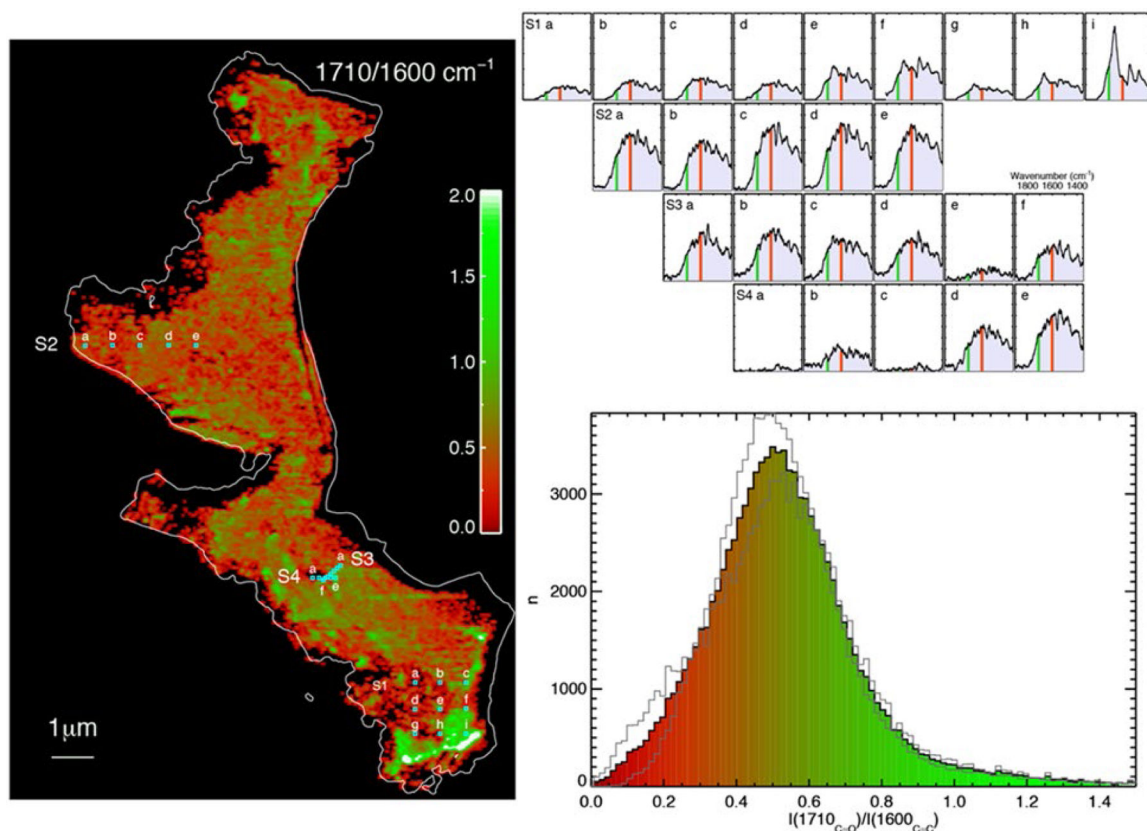 1710/1600 cm⁻¹
2.0
1.5
1.0
0.5
0.0
S2
a b c d e
a
S3
S4
a
f e
S1
a b c
d e f
g h i
1μm
S1 a b c d e f g h i
S2 a b c d e
Wavenumber (cm⁻¹)
1800 1600 1400
S3 a b c d e f
S4 a b c d e
3000
2000
1000
0
n
0.0 0.2 0.4 0.6 0.8 1.0 1.2 1.4
I(1710C=O)/I(1600C=C)